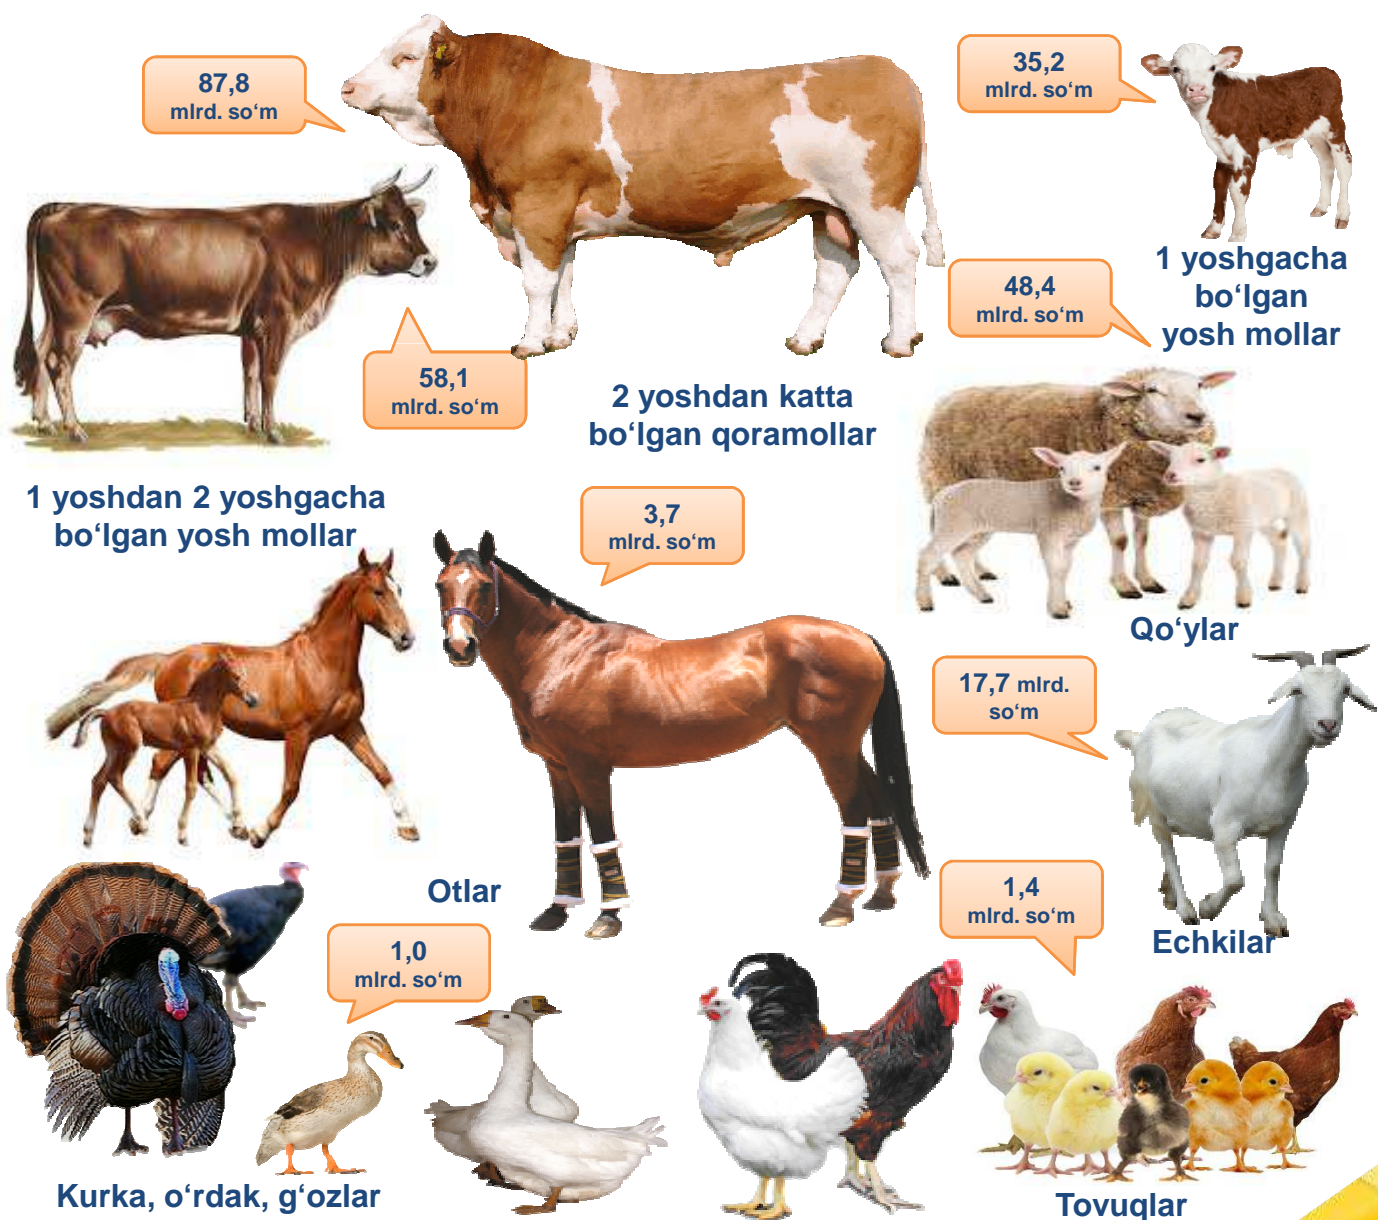 87,8
mlrd. so‘m
35,2
mlrd. so‘m
1 yoshgacha
bo‘lgan
yosh mollar
48,4
mlrd. so‘m
58,1
mlrd. so‘m
2 yoshdan katta
bo‘lgan qoramollar
1 yoshdan 2 yoshgacha
bo‘lgan yosh mollar
3,7
mlrd. so‘m
Qo‘ylar
17,7 mlrd.
so‘m
Otlar
1,4
mlrd. so‘m
Echkilar
1,0
mlrd. so‘m
Kurka, o‘rdak, g‘ozlar
Tovuqlar